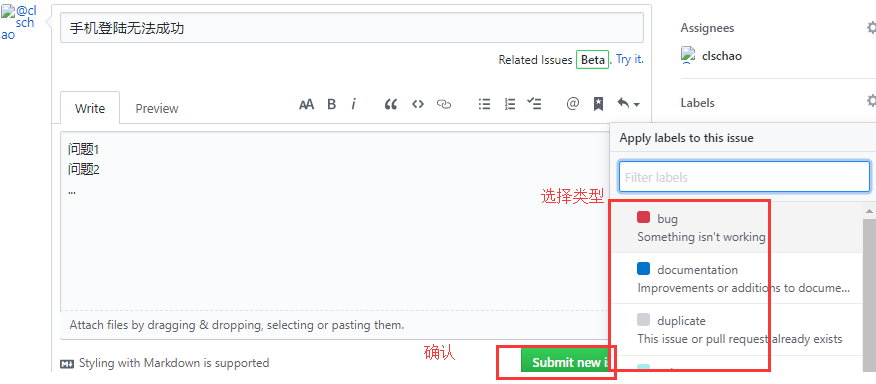 @clschao
手机登陆无法成功
Related Issues Beta. Try it.
Write
Preview
AA B i
@
问题1
问题2
...
Attach files by dragging & dropping, selecting or pasting them.
Styling with Markdown is supported
确认
Submit new i
选择类型
Assignees
clschao
Labels
Apply labels to this issue
Filter labels
bug
Something isn't working
documentation
Improvements or additions to docume...
duplicate
This issue or pull request already exists